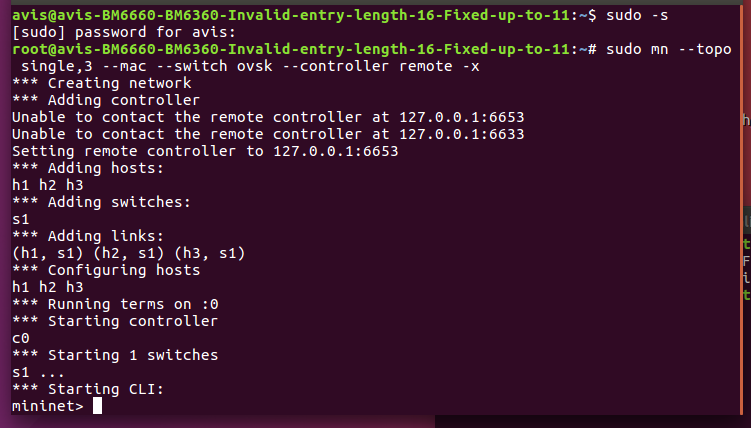 avis@avis-BM6660-BM6360-Invalid-entry-length-16-Fixed-up-to-11:~$ sudo -s
[sudo] password for avis:
root@avis-BM6660-BM6360-Invalid-entry-length-16-Fixed-up-to-11:~# sudo mn --topo
 single,3 --mac --switch ovsk --controller remote -x
*** Creating network
*** Adding controller
Unable to contact the remote controller at 127.0.0.1:6653
Unable to contact the remote controller at 127.0.0.1:6633
Setting remote controller to 127.0.0.1:6653
*** Adding hosts:
h1 h2 h3
*** Adding switches:
s1
*** Adding links:
(h1, s1) (h2, s1) (h3, s1)
*** Configuring hosts
h1 h2 h3
*** Running terms on :0
*** Starting controller
c0
*** Starting 1 switches
s1 ...
*** Starting CLI:
mininet>